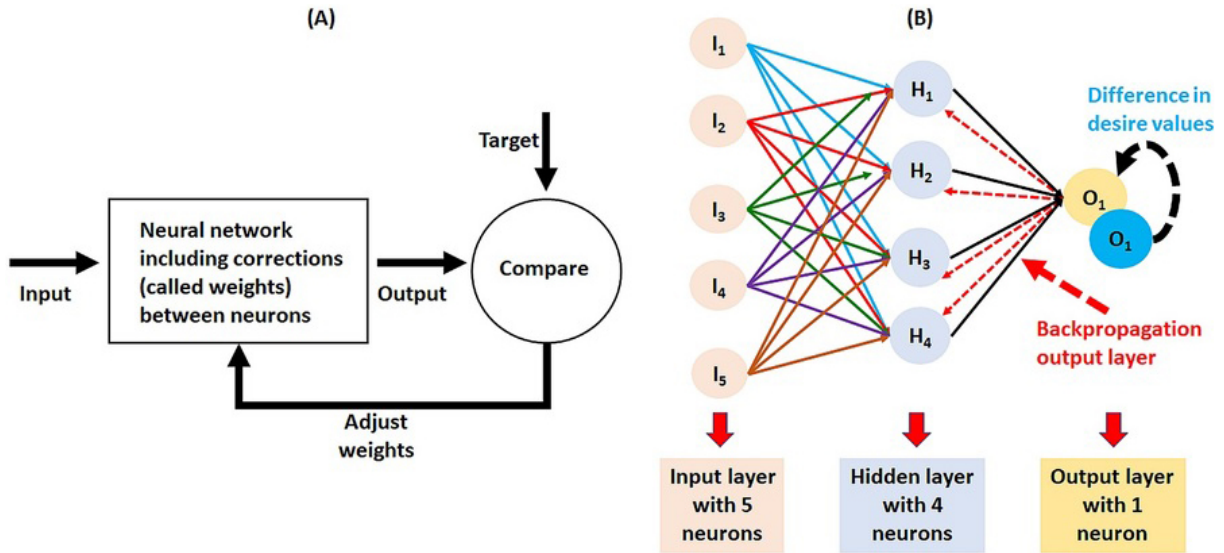 (A)
Target
Neural network
including corrections
(called weights)
between neurons
Input
Output
Compare
Adjust
weights
(B)
I1
I2
I3
I4
I5
H1
H2
H3
H4
O1
O1
Difference in
desire values
Backpropagation
output layer
Input layer
with 5
neurons
Hidden layer
with 4
neurons
Output layer
with 1
neuron